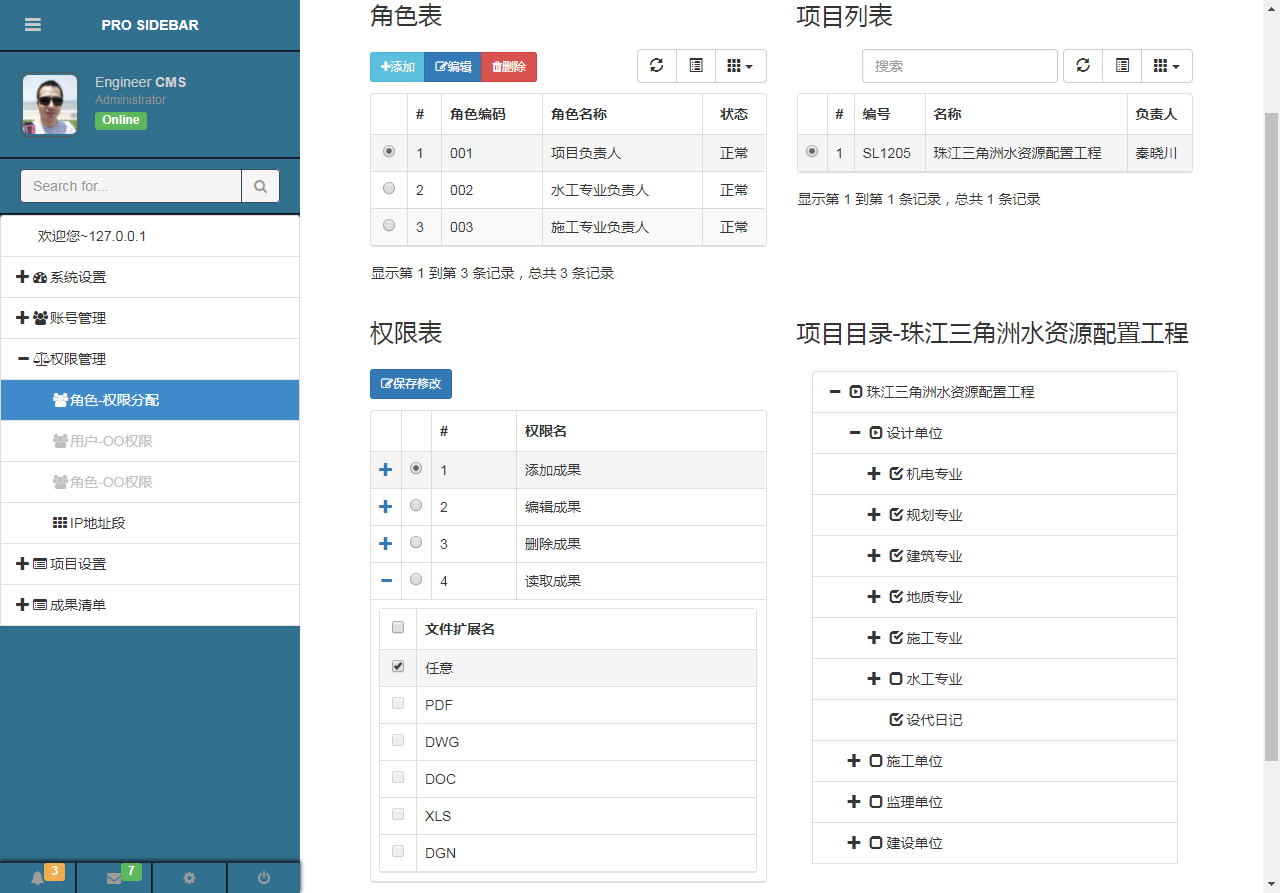 PRO SIDEBAR
Engineer CMS
Administrator
Online
Search for...
欢迎您~127.0.0.1
系统设置
账号管理
权限管理
角色-权限分配
用户-OO权限
角色-OO权限
IP地址段
项目设置
成果清单
3
7
角色表
添加 编辑 删除
# 角色编码 角色名称 状态
1 001 项目负责人 正常
2 002 水工专业负责人 正常
3 003 施工专业负责人 正常
显示第 1 到第 3 条记录，总共 3 条记录
项目列表
搜索
# 编号 名称 负责人
1 SL1205 珠江三角洲水资源配置工程 秦晓川
显示第 1 到第 1 条记录，总共 1 条记录
权限表
保存修改
# 权限名
1 添加成果
2 编辑成果
3 删除成果
4 读取成果
文件扩展名
任意
PDF
DWG
DOC
XLS
DGN
项目目录-珠江三角洲水资源配置工程
珠江三角洲水资源配置工程
设计单位
机电专业
规划专业
建筑专业
地质专业
施工专业
水工专业
设代日记
施工单位
监理单位
建设单位